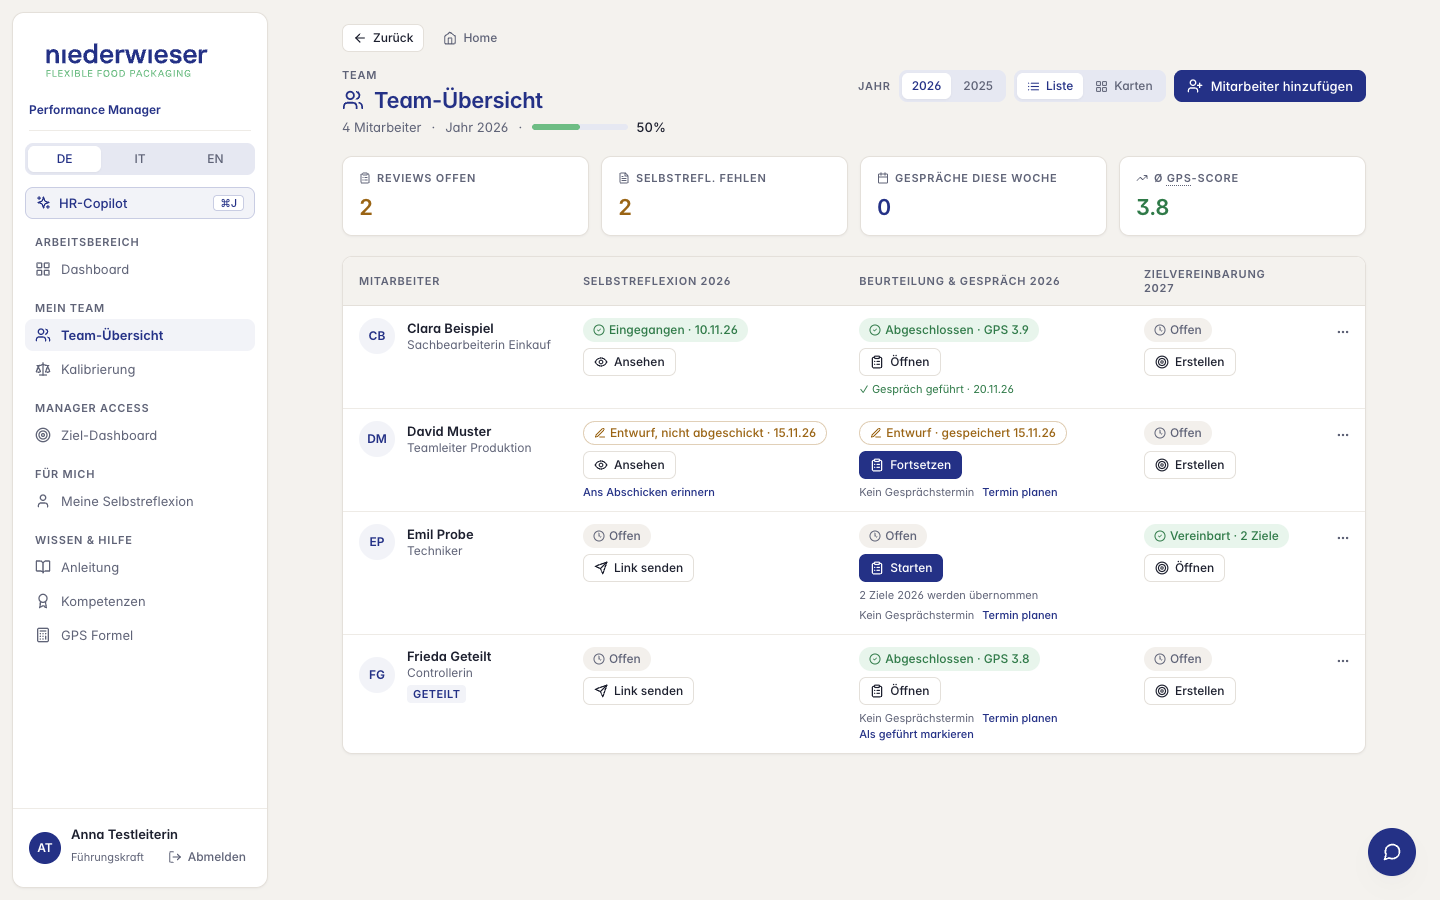 niederwieser
FLEXIBLE FOOD PACKAGING
Performance Manager
DE IT EN
HR-Copilot ⌘J
ARBEITSBEREICH
Dashboard
MEIN TEAM
Team-Übersicht
Kalibrierung
MANAGER ACCESS
Ziel-Dashboard
FÜR MICH
Meine Selbstreflexion
WISSEN & HILFE
Anleitung
Kompetenzen
GPS Formel
AT
Anna Testleiterin
Führungskraft Abmelden
Zurück Home
TEAM
Team-Übersicht
4 Mitarbeiter · Jahr 2026 · 50%
JAHR 2026 2025 Liste Karten Mitarbeiter hinzufügen
REVIEWS OFFEN
2
SELBSTREFL. FEHLEN
2
GESPRÄCHE DIESE WOCHE
0
Ø GPS-SCORE
3.8
MITARBEITER SELBSTREFLEXION 2026 BEURTEILUNG & GESPRÄCH 2026 ZIELVEREINBARUNG
2027
CB
Clara Beispiel
Sachbearbeiterin Einkauf
Eingegangen · 10.11.26
Ansehen
Abgeschlossen · GPS 3.9
Öffnen
Gespräch geführt · 20.11.26
Offen
Erstellen
DM
David Muster
Teamleiter Produktion
Entwurf, nicht abgeschickt · 15.11.26
Ansehen
Ans Abschicken erinnern
Entwurf · gespeichert 15.11.26
Fortsetzen
Kein Gesprächstermin Termin planen
Offen
Erstellen
EP
Emil Probe
Techniker
Offen
Link senden
Offen
Starten
2 Ziele 2026 werden übernommen
Kein Gesprächstermin Termin planen
Vereinbart · 2 Ziele
Öffnen
FG
Frieda Geteilt
Controllerin
GETEILT
Offen
Link senden
Abgeschlossen · GPS 3.8
Öffnen
Kein Gesprächstermin Termin planen
Als geführt markieren
Offen
Erstellen